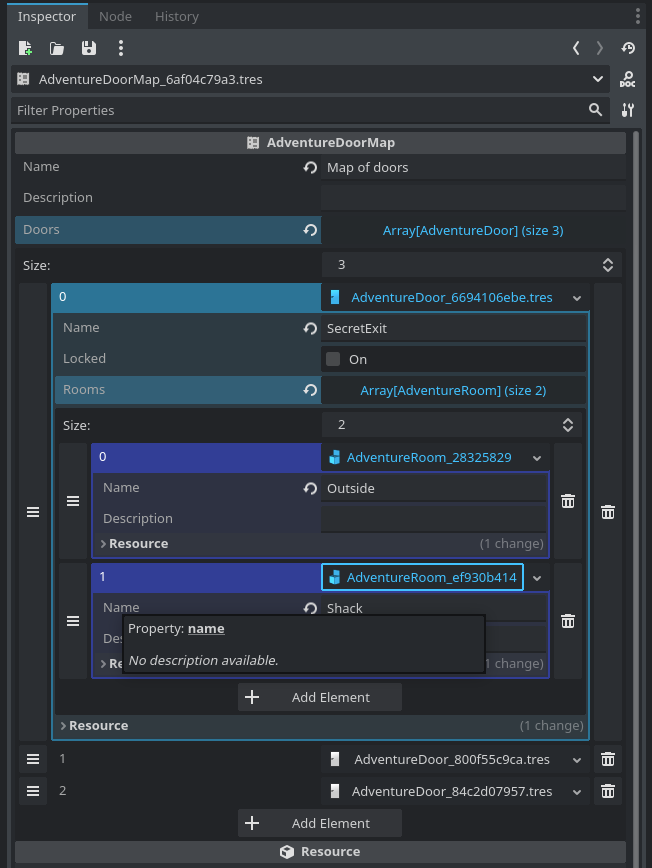 Inspector Node History
AdventureDoorMap_6af04c79a3.tres
DOC
Filter Properties
AdventureDoorMap
Name Map of doors
Description
Doors Array[AdventureDoor] (size 3)
Size: 3
0 AdventureDoor_6694106ebe.tres
Name SecretExit
Locked On
Rooms Array[AdventureRoom] (size 2)
Size: 2
0 AdventureRoom_28325829
Name Outside
Description
Resource (1 change)
1 AdventureRoom_ef930b414
Name Shack
Property: name
No description available.
1 change)
Add Element
Resource (1 change)
1 AdventureDoor_800f55c9ca.tres
2 AdventureDoor_84c2d07957.tres
Add Element
Resource